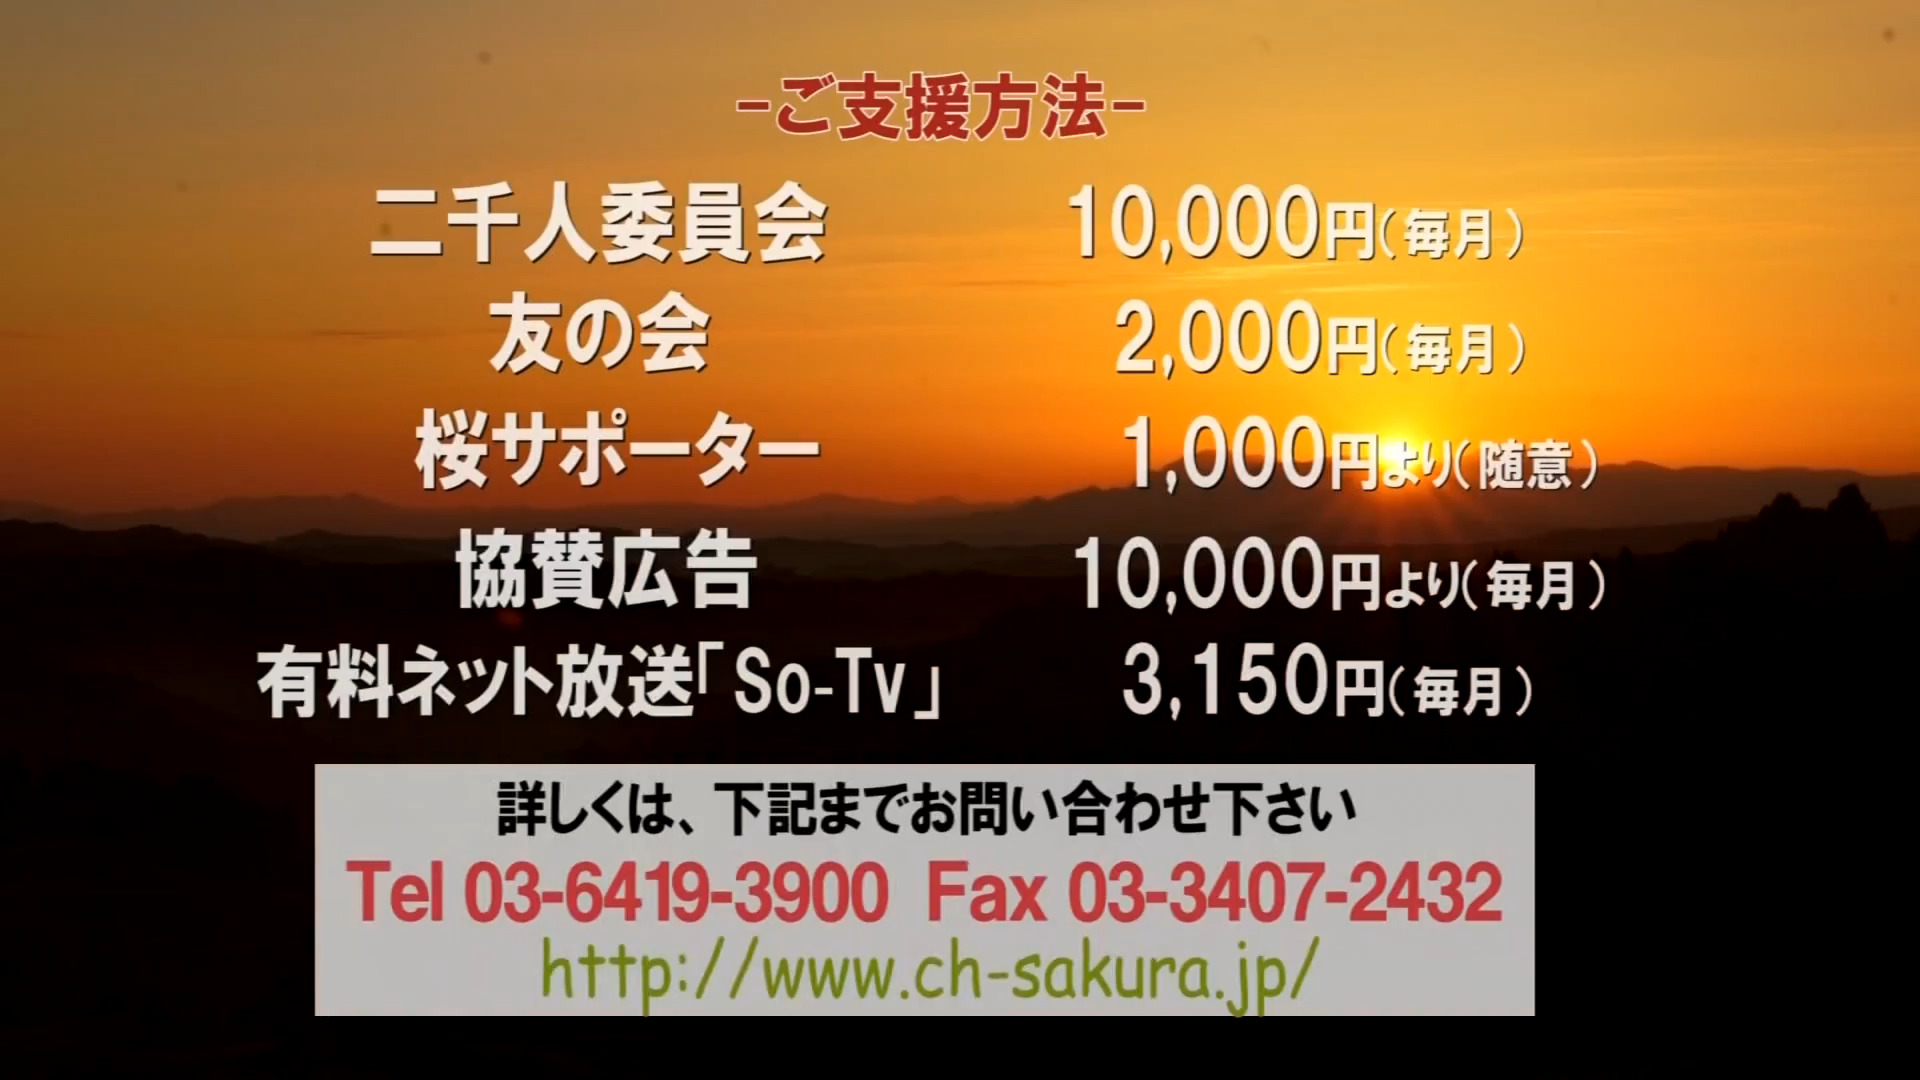 -ご支援方法-
二千人委員会 10,000円(毎月)
友の会 2,000円(毎月)
桜サポーター 1,000円より(随意)
協賛広告 10,000円より(毎月)
有料ネット放送「So-Tv」 3,150円(毎月)
詳しくは、下記までお問い合わせ下さい
Tel 03-6419-3900 Fax 03-3407-2432
http://www.ch-sakura.jp/